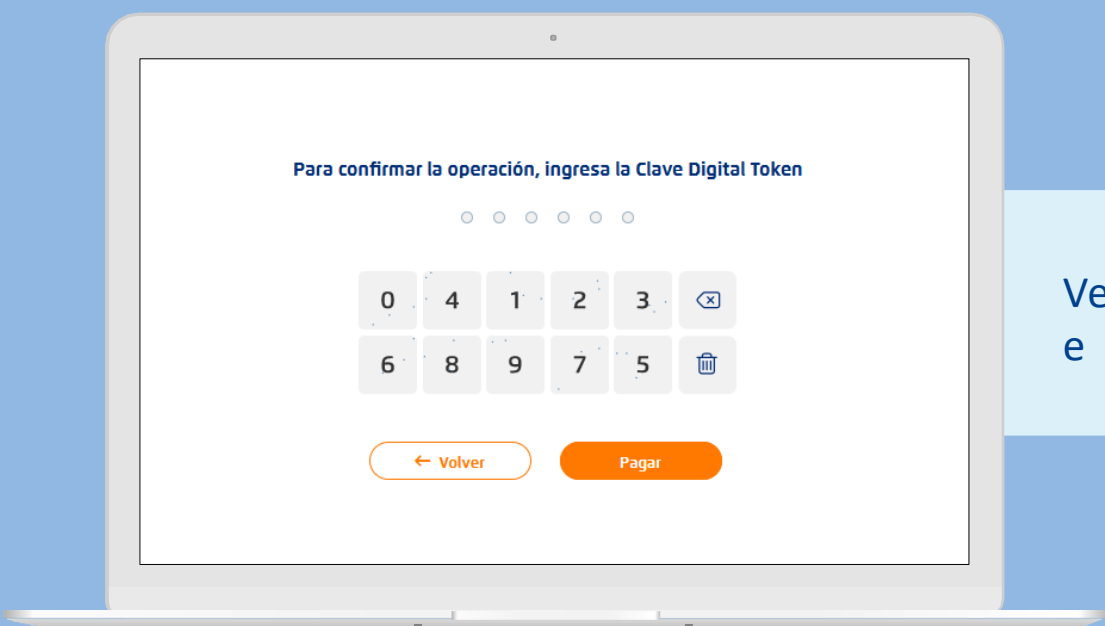 Para confirmar la operación, ingresa la Clave Digital Token
0 4 1 2 3
6 8 9 7 5
Volver Pagar
Ve
e